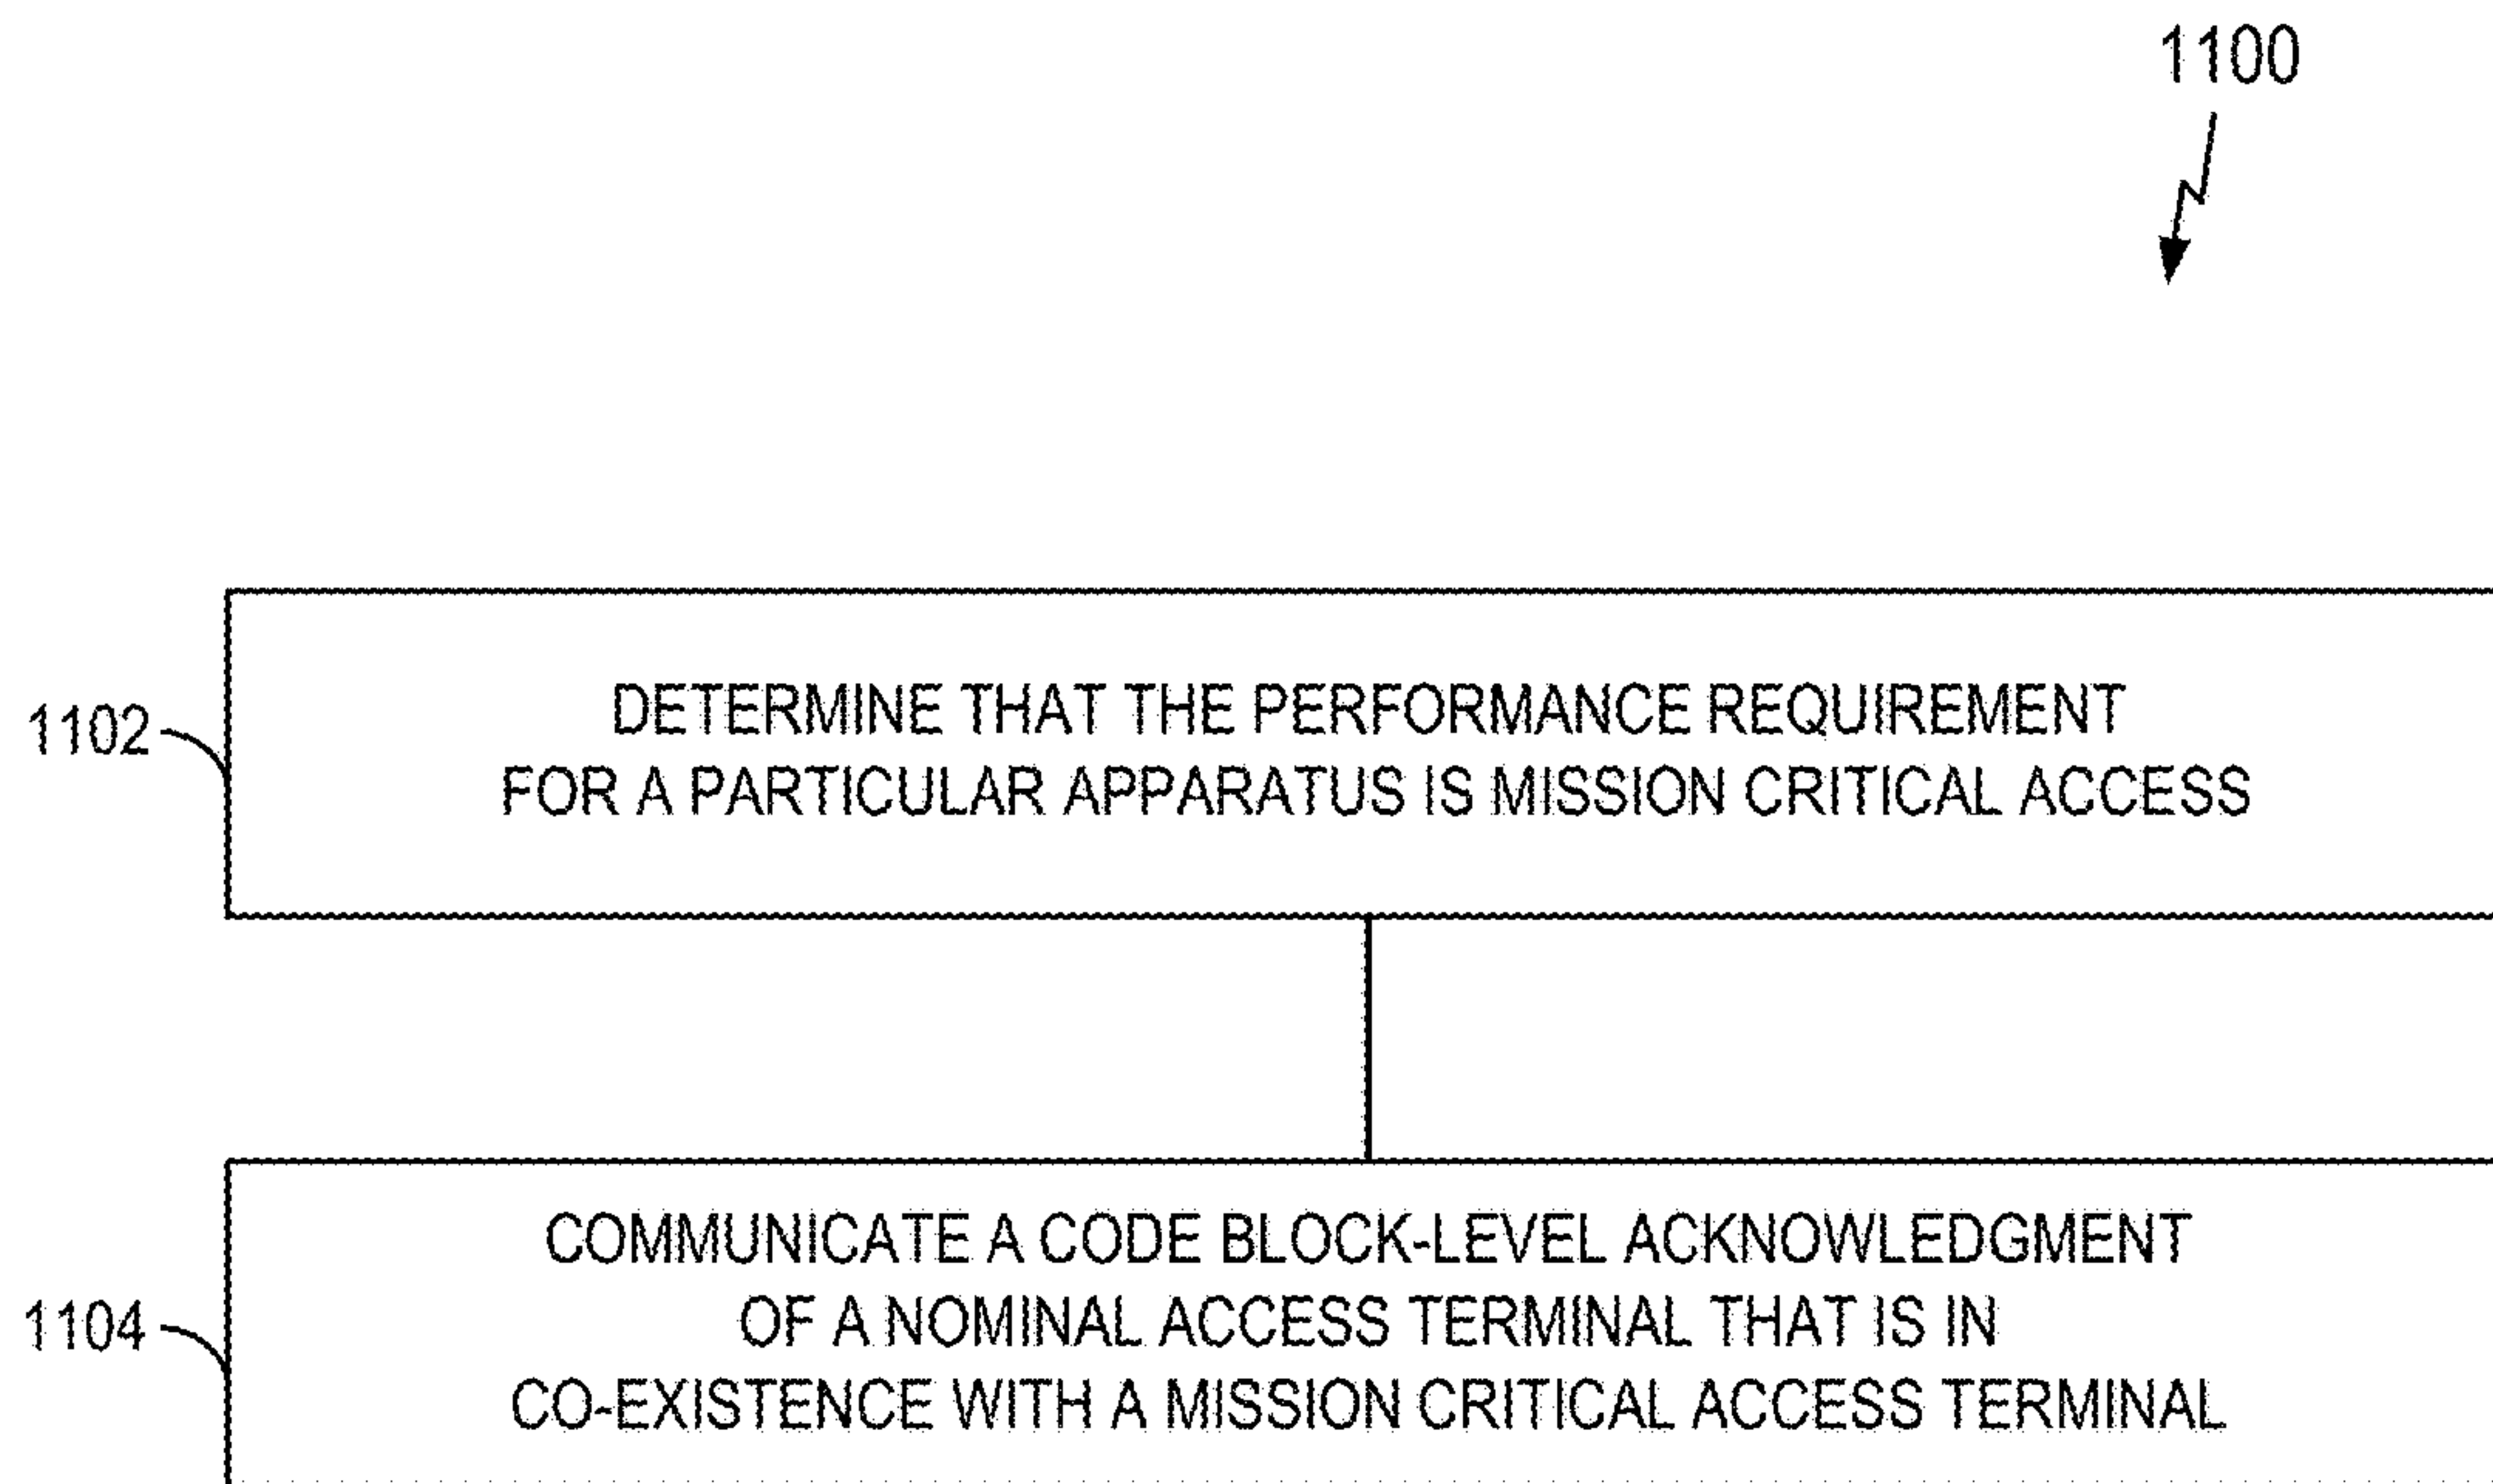 1100
1102
DETERMINE THAT THE PERFORMANCE REQUIREMENT
FOR A PARTICULAR APPARATUS IS MISSION CRITICAL ACCESS
1104
COMMUNICATE A CODE BLOCK-LEVEL ACKNOWLEDGMENT
OF A NOMINAL ACCESS TERMINAL THAT IS IN
CO-EXISTENCE WITH A MISSION CRITICAL ACCESS TERMINAL